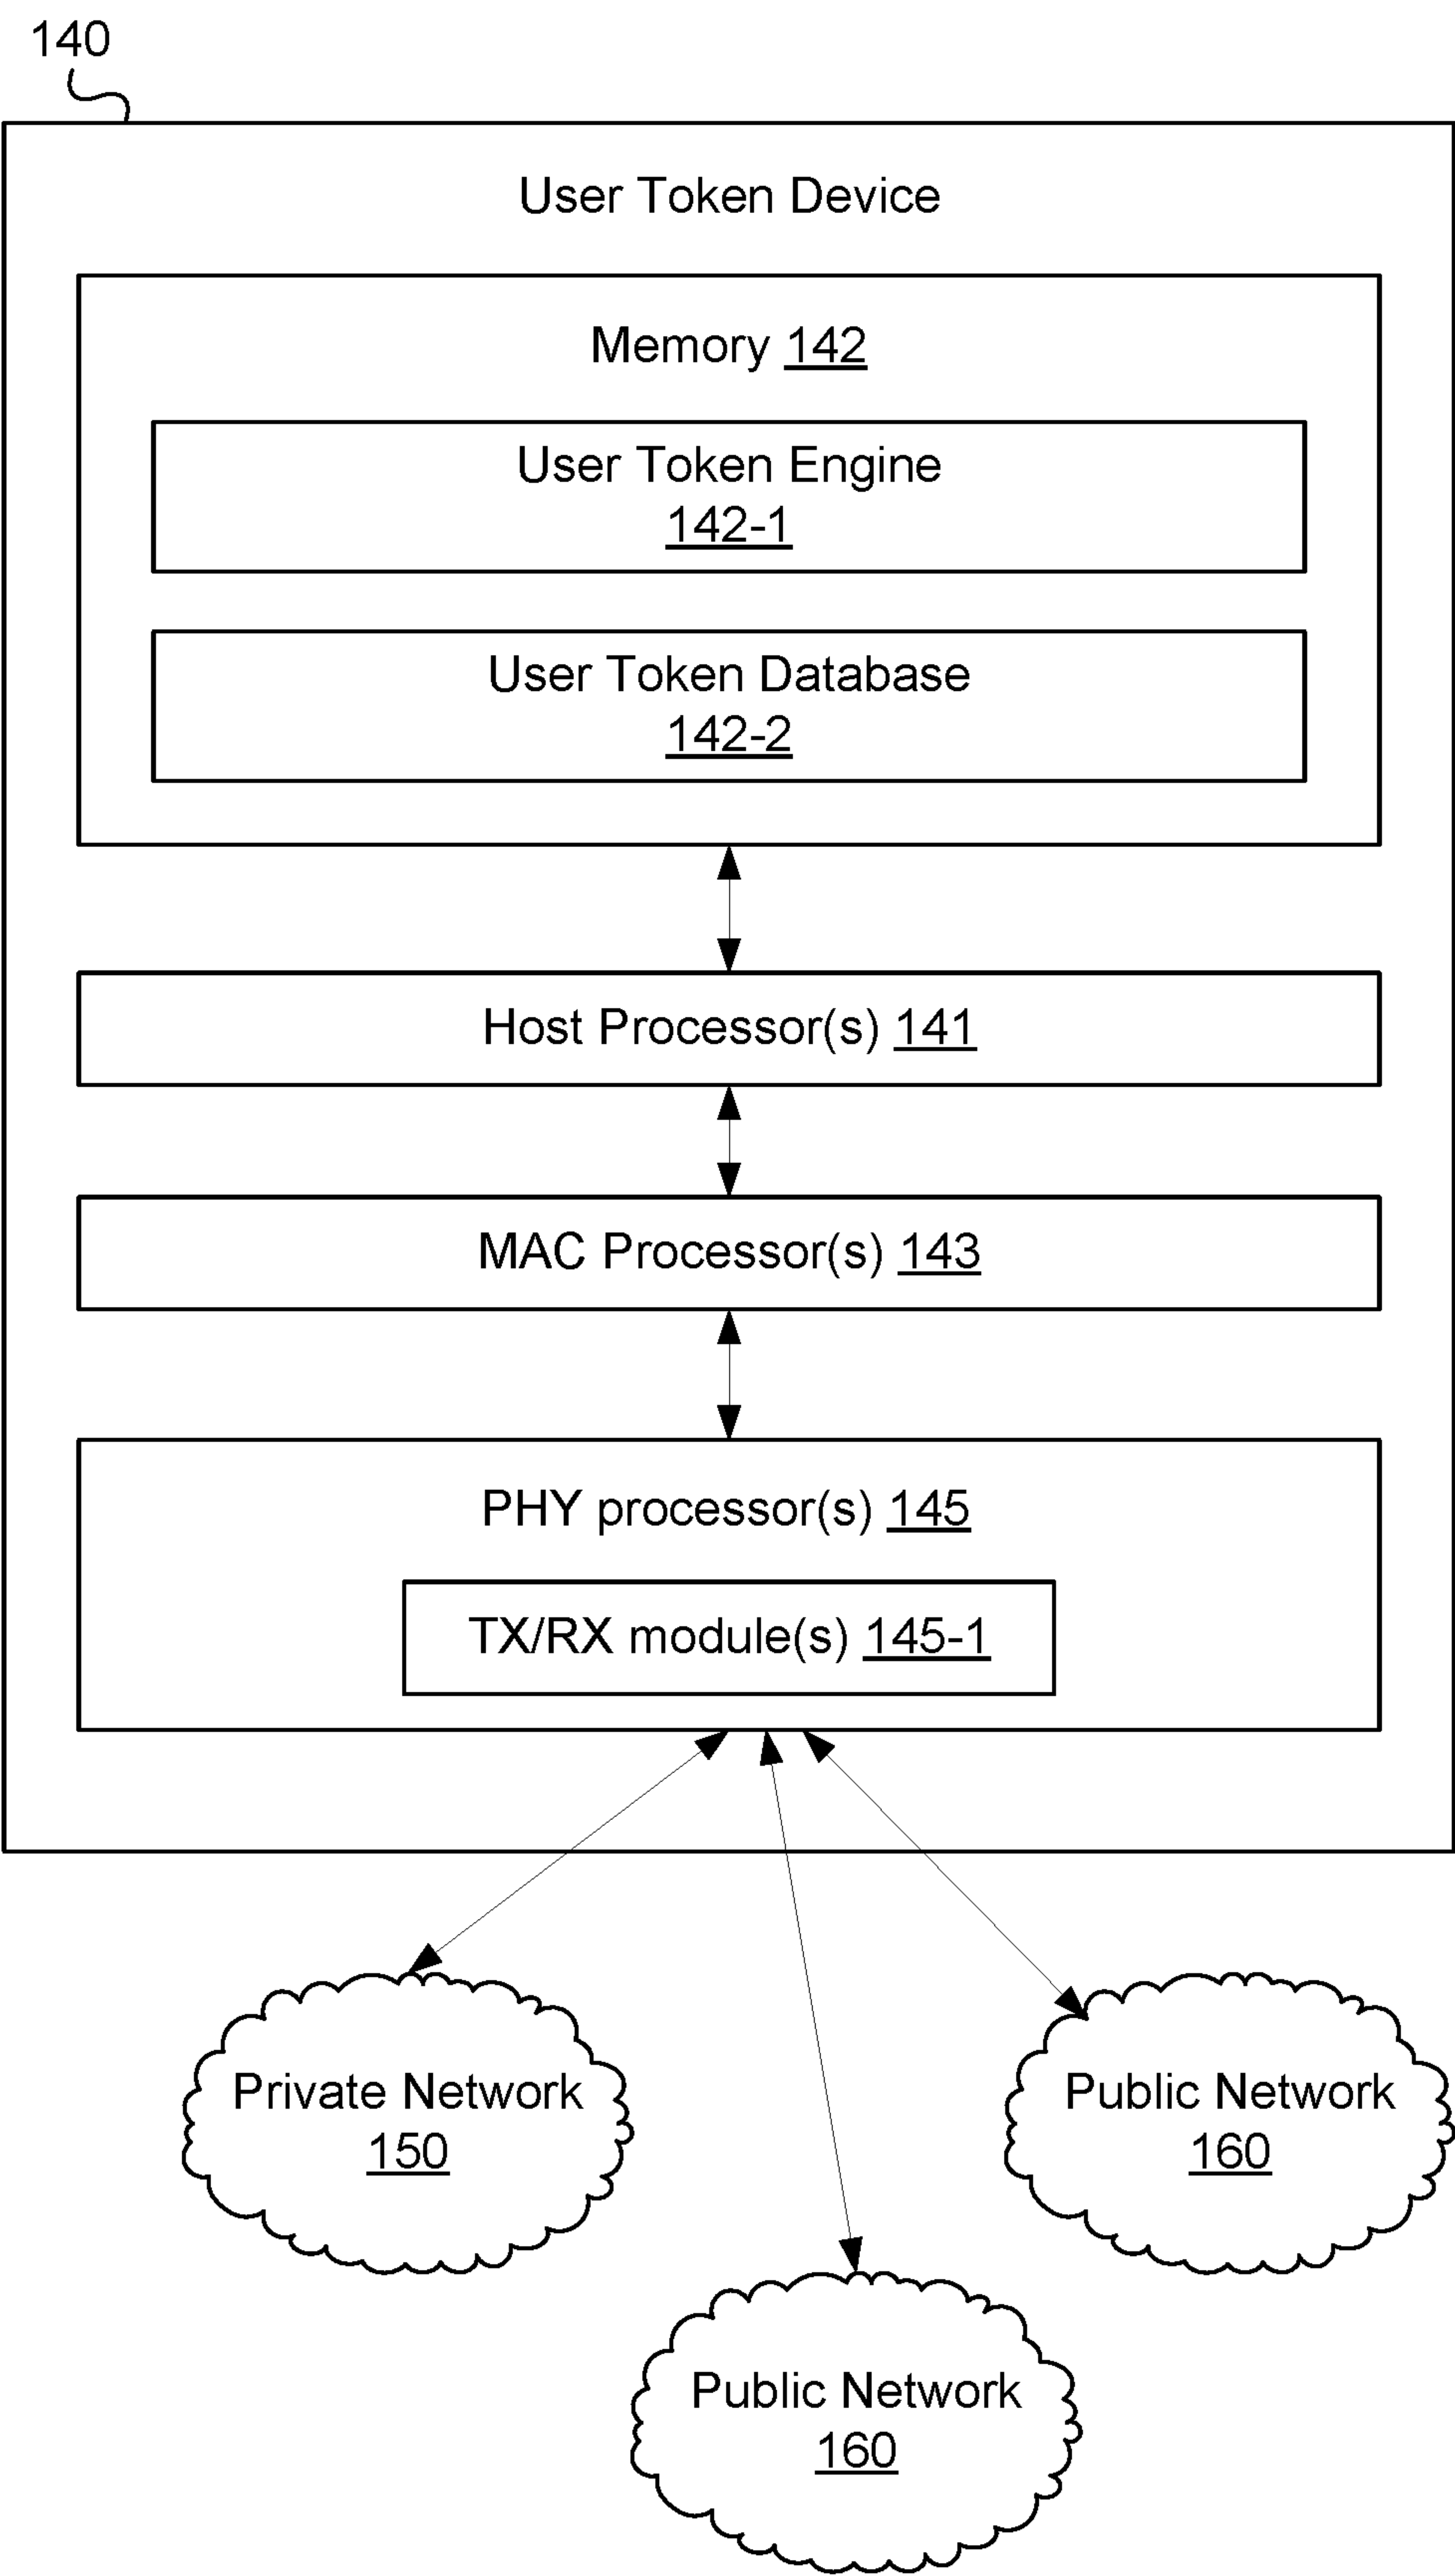 140
User Token Device
Memory 142
User Token Engine
142-1
User Token Database
142-2
Host Processor(s) 141
MAC Processor(s) 143
PHY processor(s) 145
TX/RX module(s) 145-1
Private Network
150
Public Network
160
Public Network
160